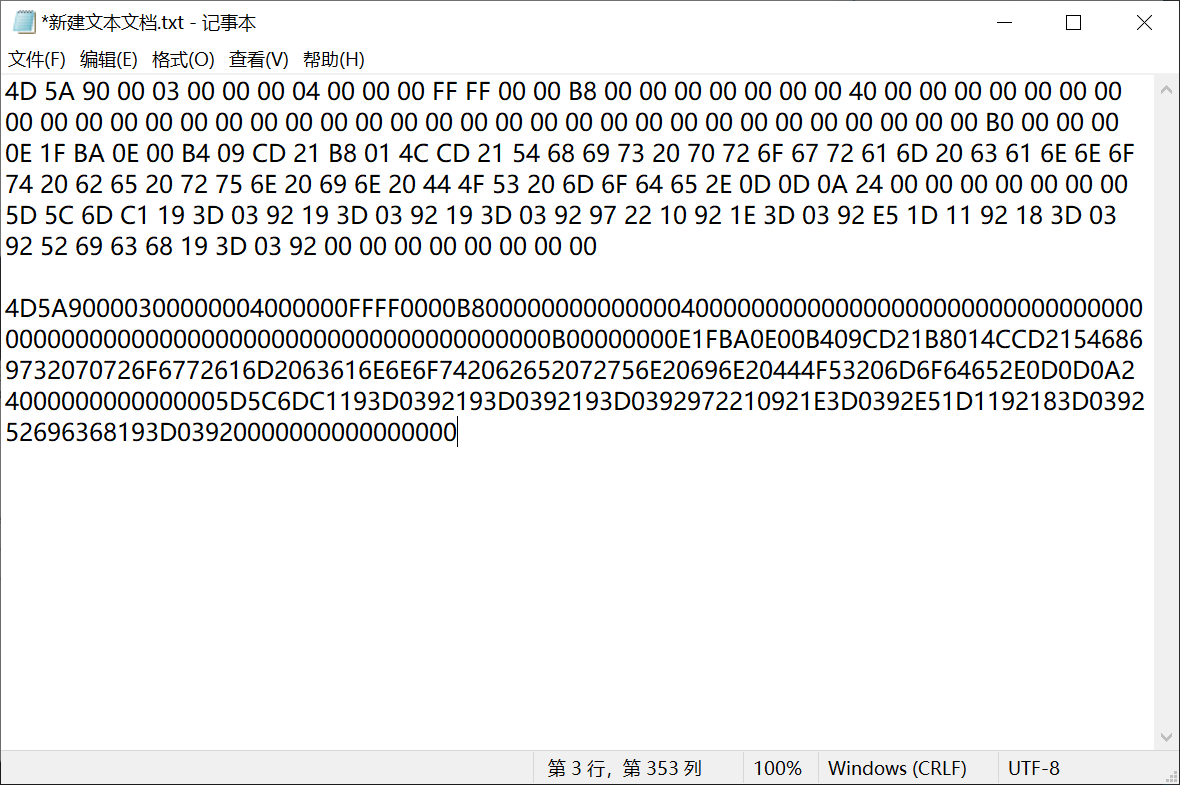 *新建文本文档.txt - 记事本
文件(F) 编辑(E) 格式(O) 查看(V) 帮助(H)
4D 5A 90 00 03 00 00 00 04 00 00 00 FF FF 00 00 B8 00 00 00 00 00 00 00 40 00 00 00 00 00 00 00
00 00 00 00 00 00 00 00 00 00 00 00 00 00 00 00 00 00 00 00 00 00 00 00 00 00 00 00 B0 00 00 00
0E 1F BA 0E 00 B4 09 CD 21 B8 01 4C CD 21 54 68 69 73 20 70 72 6F 67 72 61 6D 20 63 61 6E 6E 6F
74 20 62 65 20 72 75 6E 20 69 6E 20 44 4F 53 20 6D 6F 64 65 2E 0D 0D 0A 24 00 00 00 00 00 00 00
5D 5C 6D C1 19 3D 03 92 19 3D 03 92 19 3D 03 92 97 22 10 92 1E 3D 03 92 E5 1D 11 92 18 3D 03
92 52 69 63 68 19 3D 03 92 00 00 00 00 00 00 00 00
4D5A90000300000004000000FFFF0000B800000000000000400000000000000000000000000000000
000000000000000000000000000000000000000B00000000E1FBA0E00B409CD21B8014CCD2154686
9732070726F6772616D2063616E6E6F742062652072756E20696E20444F53206D6F64652E0D0D0A2
4000000000000005D5C6DC1193D0392193D0392193D0392972210921E3D0392E51D1192183D0392
52696368193D03920000000000000000
第 3 行，第 353 列 100% Windows (CRLF) UTF-8